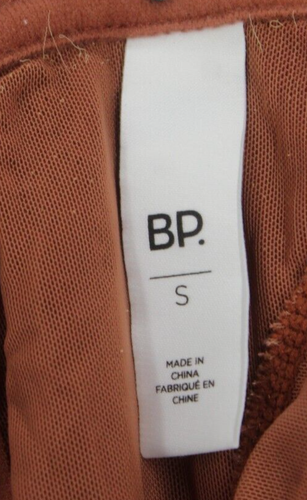 BP.
S
MADE IN
CHINA
FABRIQUÉ EN
CHINE